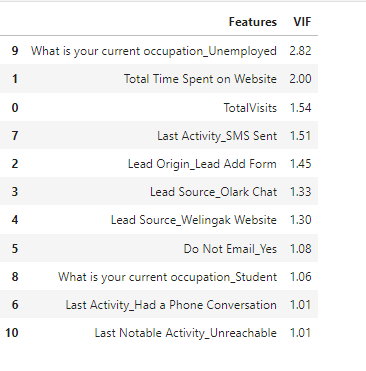 Features VIF
9 What is your current occupation_Unemployed 2.82
1 Total Time Spent on Website 2.00
0 TotalVisits 1.54
7 Last Activity_SMS Sent 1.51
2 Lead Origin_Lead Add Form 1.45
3 Lead Source_Olark Chat 1.33
4 Lead Source_Welingak Website 1.30
5 Do Not Email_Yes 1.08
8 What is your current occupation_Student 1.06
6 Last Activity_Had a Phone Conversation 1.01
10 Last Notable Activity_Unreachable 1.01